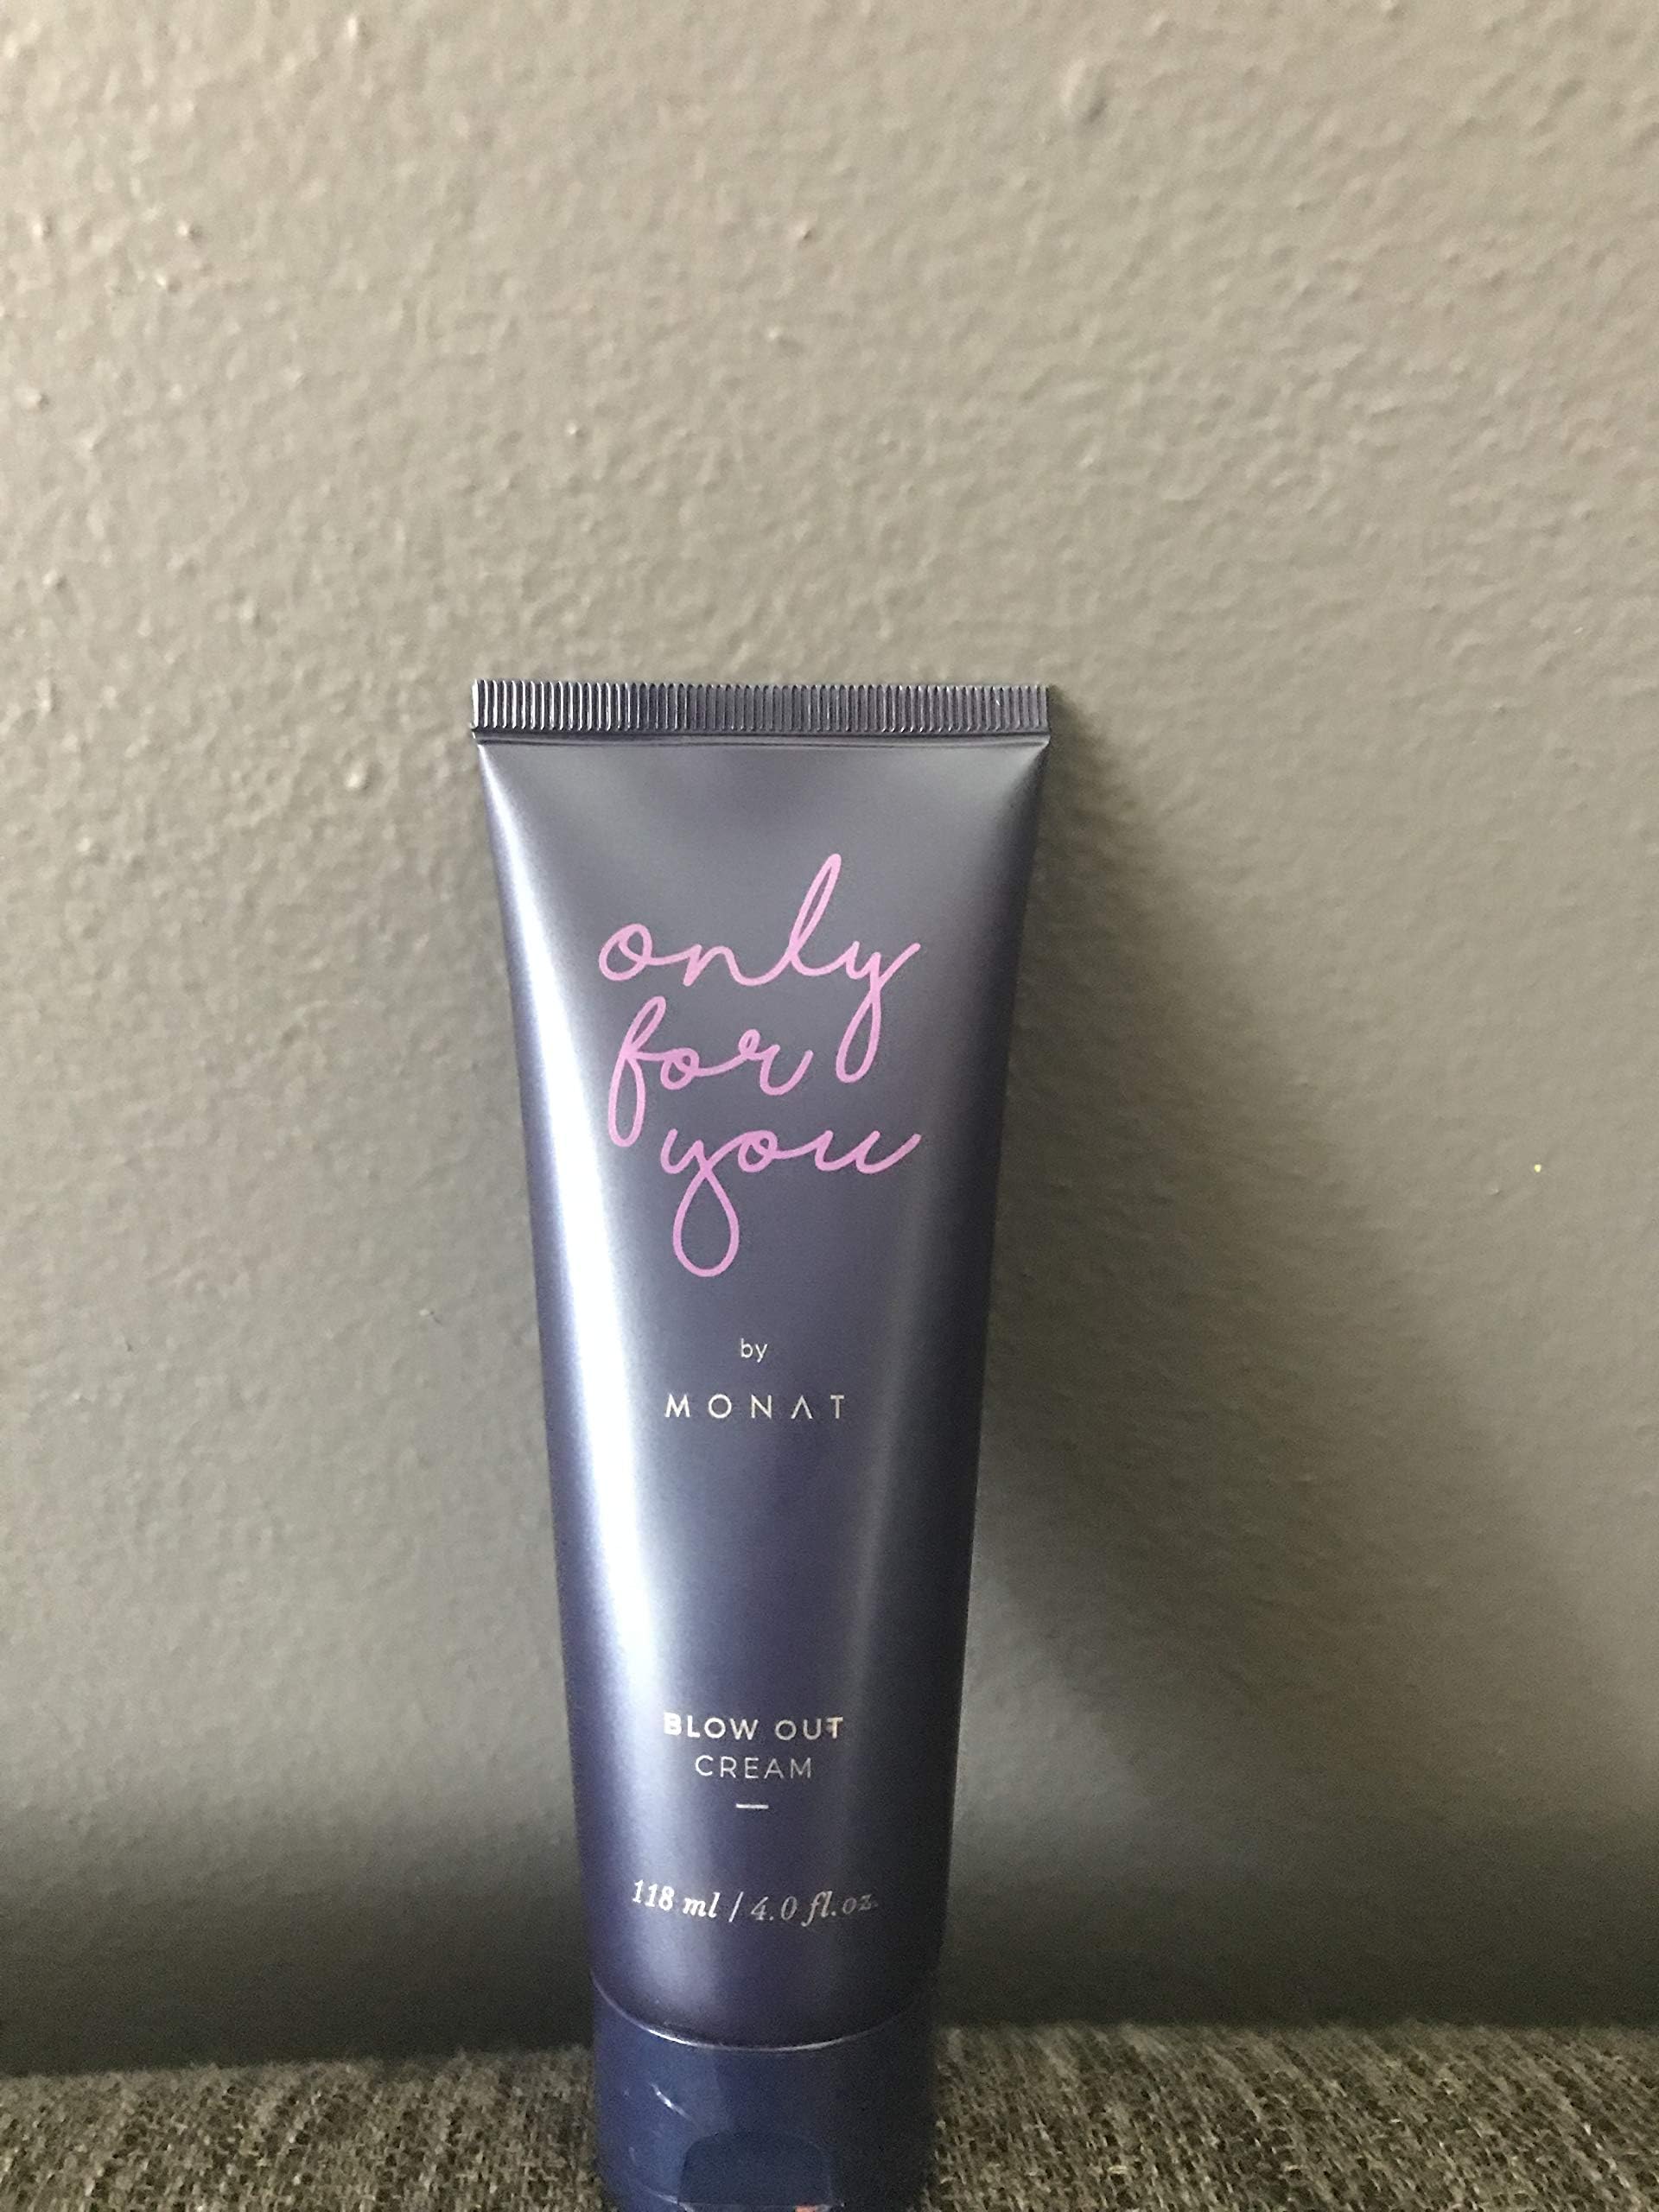 only
for
you
by
MONAT
BLOW OUT
CREAM
118 ml / 4.0 fl.oz.